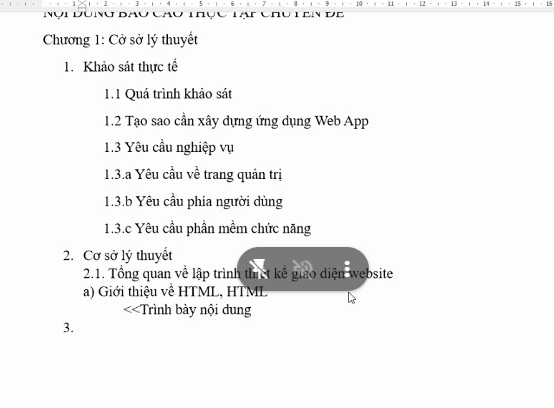 NỘI DUNG BÁO CÁO THỰC TẬP CHUYÊN ĐỀ
Chương 1: Cở sở lý thuyết
1. Khảo sát thực tế
1.1 Quá trình khảo sát
1.2 Tạo sao cần xây dựng ứng dụng Web App
1.3 Yêu cầu nghiệp vụ
1.3.a Yêu cầu về trang quản trị
1.3.b Yêu cầu phía người dùng
1.3.c Yêu cầu phần mềm chức năng
2. Cơ sở lý thuyết
2.1. Tổng quan về lập trình thiết kế giao diện website
a) Giới thiệu về HTML, HTML
<<Trình bày nội dung
3.